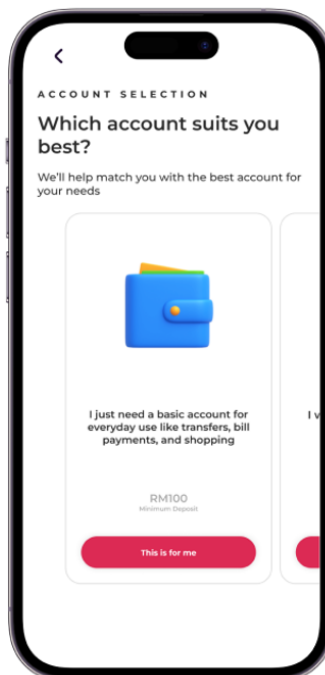 ACCOUNT SELECTION
Which account suits you
best?
We'll help match you with the best account for
your needs
I just need a basic account for
everyday use like transfers, bill
payments, and shopping
I
RM100
Minimum Deposit
This is for me